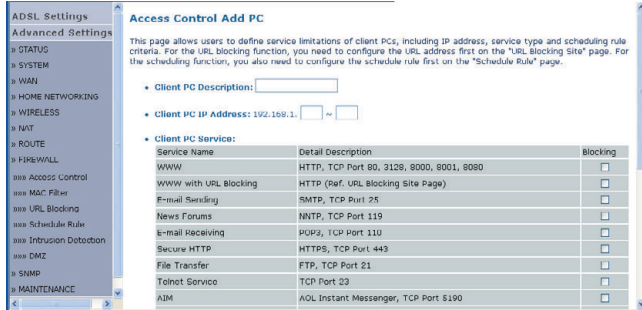 ADSL Settings
Advanced Settings
» STATUS
» SYSTEM
» WAN
» HOME NETWORKING
» WIRELESS
» NAT
» ROUTE
» FIREWALL
»»» Access Control
»»» MAC Filter
»»» URL Blocking
»»» Schedule Rule
»»» Intrusion Detection
»»» DMZ
» SNMP
» MAINTENANCE
Access Control Add PC
This page allows users to define service limitations of client PCs, including IP address, service type and scheduling rule
criteria. For the URL blocking function, you need to configure the URL address first on the "URL Blocking Site" page. For
the scheduling function, you also need to configure the schedule rule first on the "Schedule Rule" page.
• Client PC Description:
• Client PC IP Address: 192.168.1. ~
• Client PC Service:
Service Name Detail Description Blocking
WWW HTTP, TCP Port 80, 3128, 8000, 8001, 8080
WWW with URL Blocking HTTP (Ref. URL Blocking Site Page)
E-mail Sending SMTP, TCP Port 25
News Forums NNTP, TCP Port 119
E-mail Receiving POP3, TCP Port 110
Secure HTTP HTTPS, TCP Port 443
File Transfer FTP, TCP Port 21
Telnet Service TCP Port 23
AIM AOL Instant Messenger, TCP Port 5190